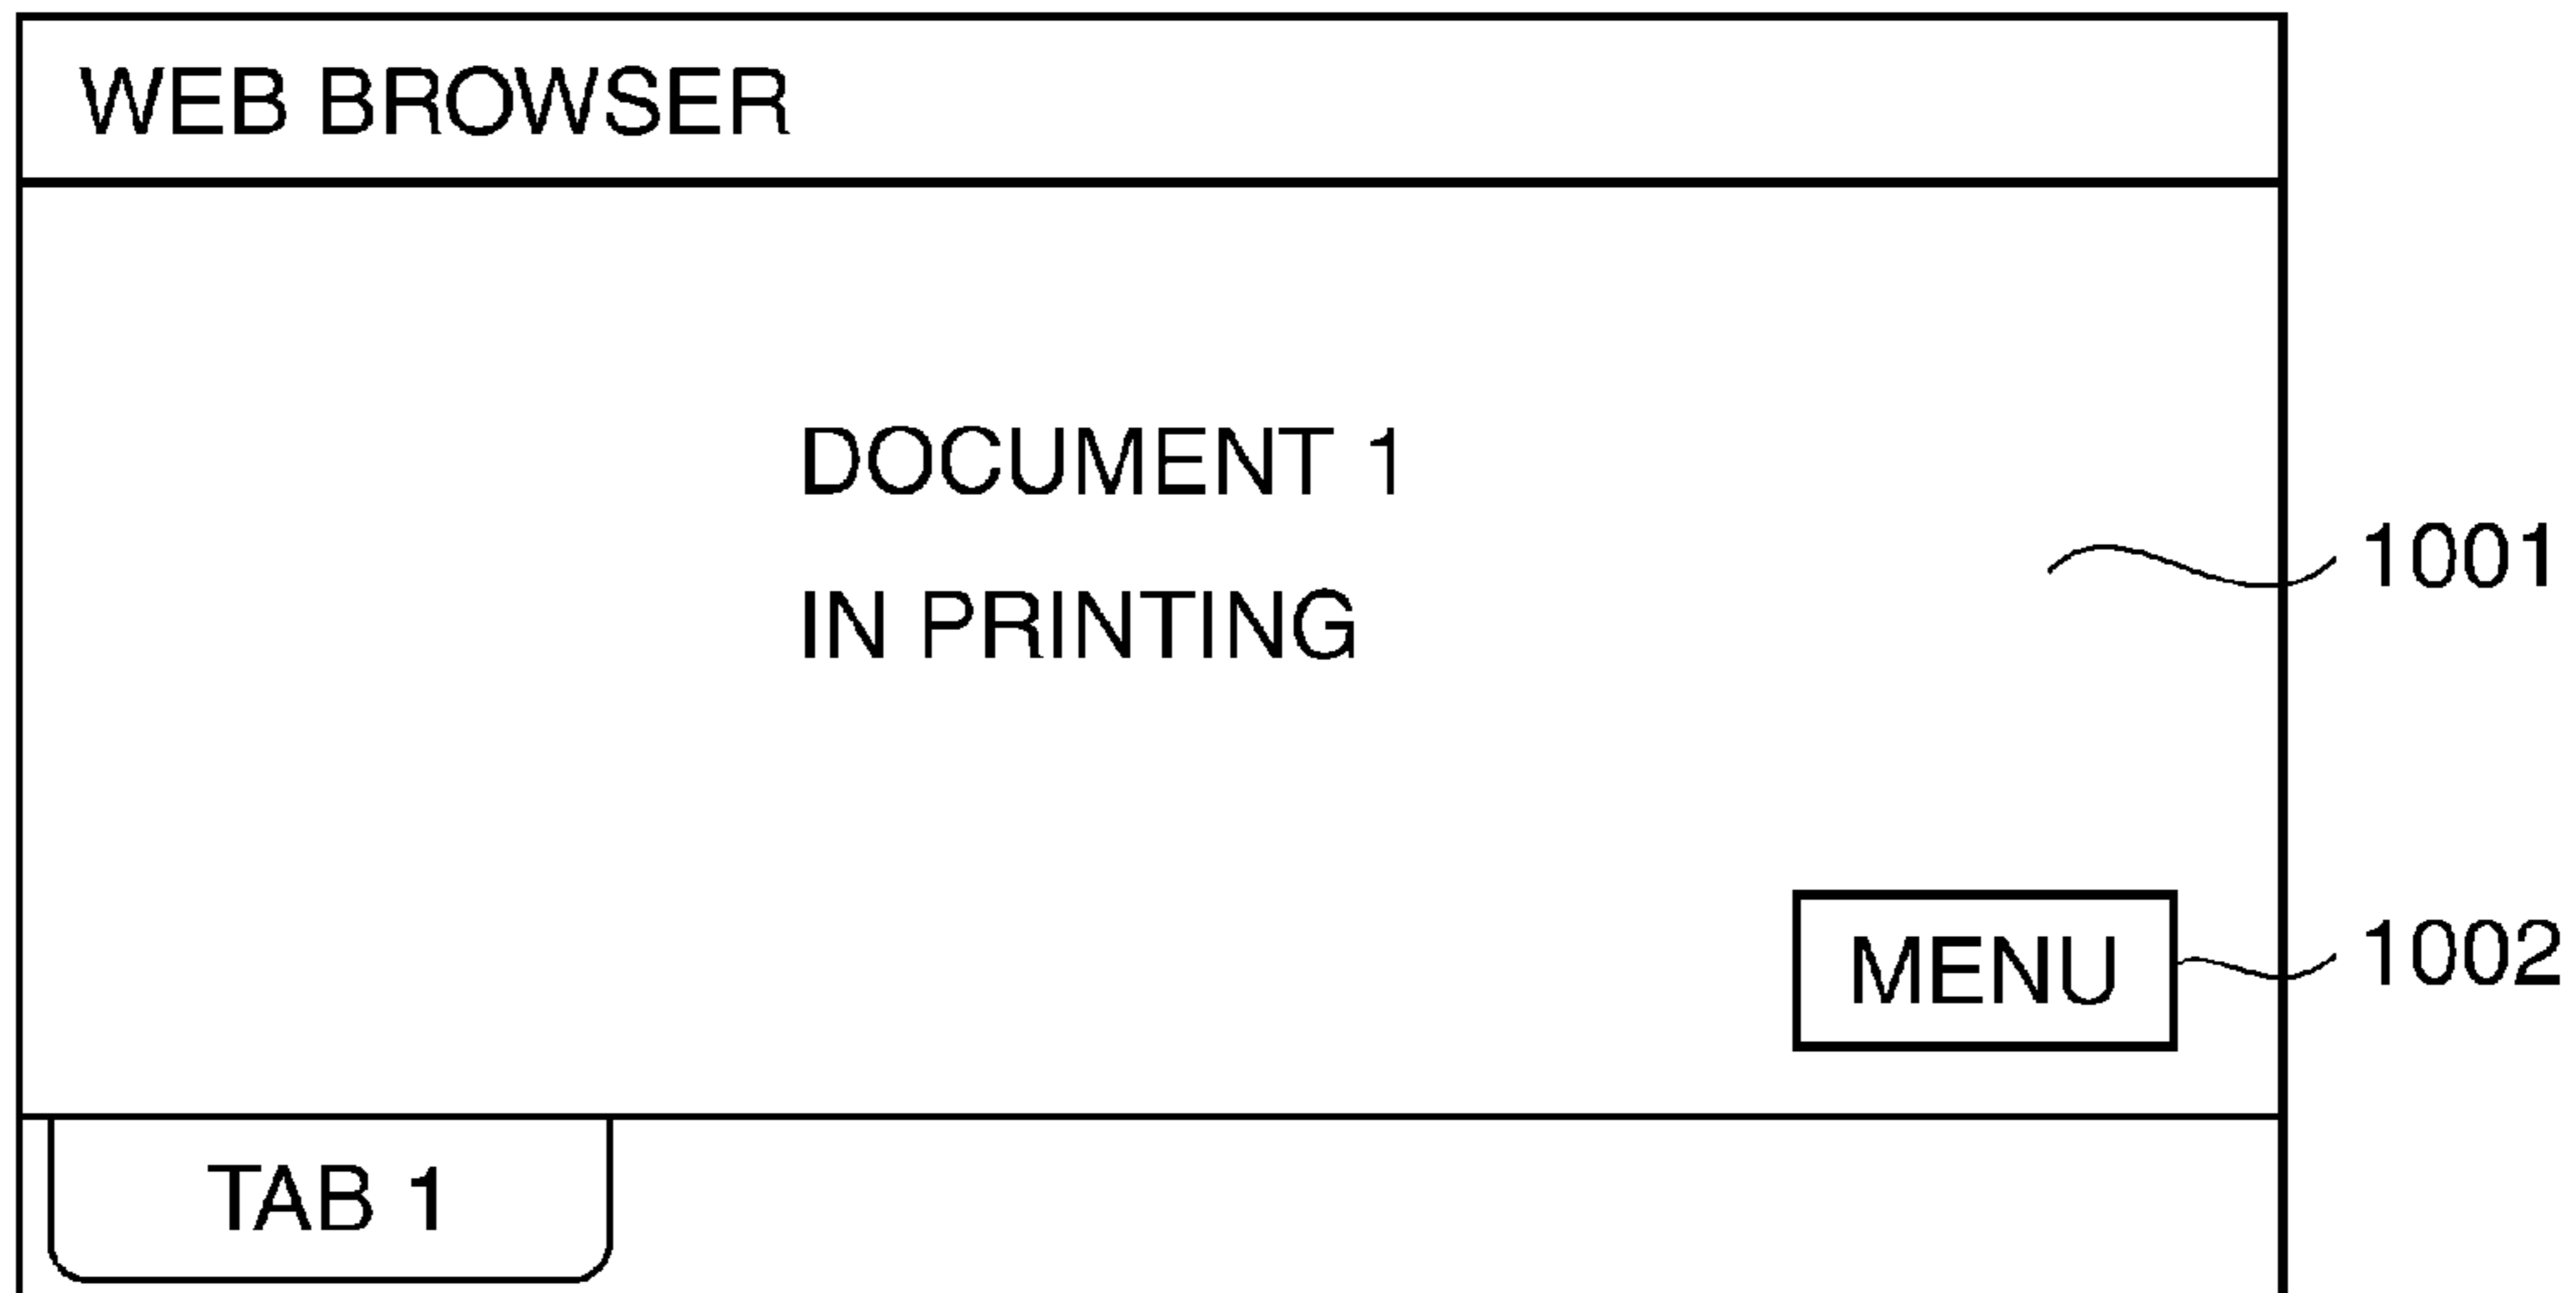 WEB BROWSER
DOCUMENT 1
IN PRINTING
1001
MENU
1002
TAB 1